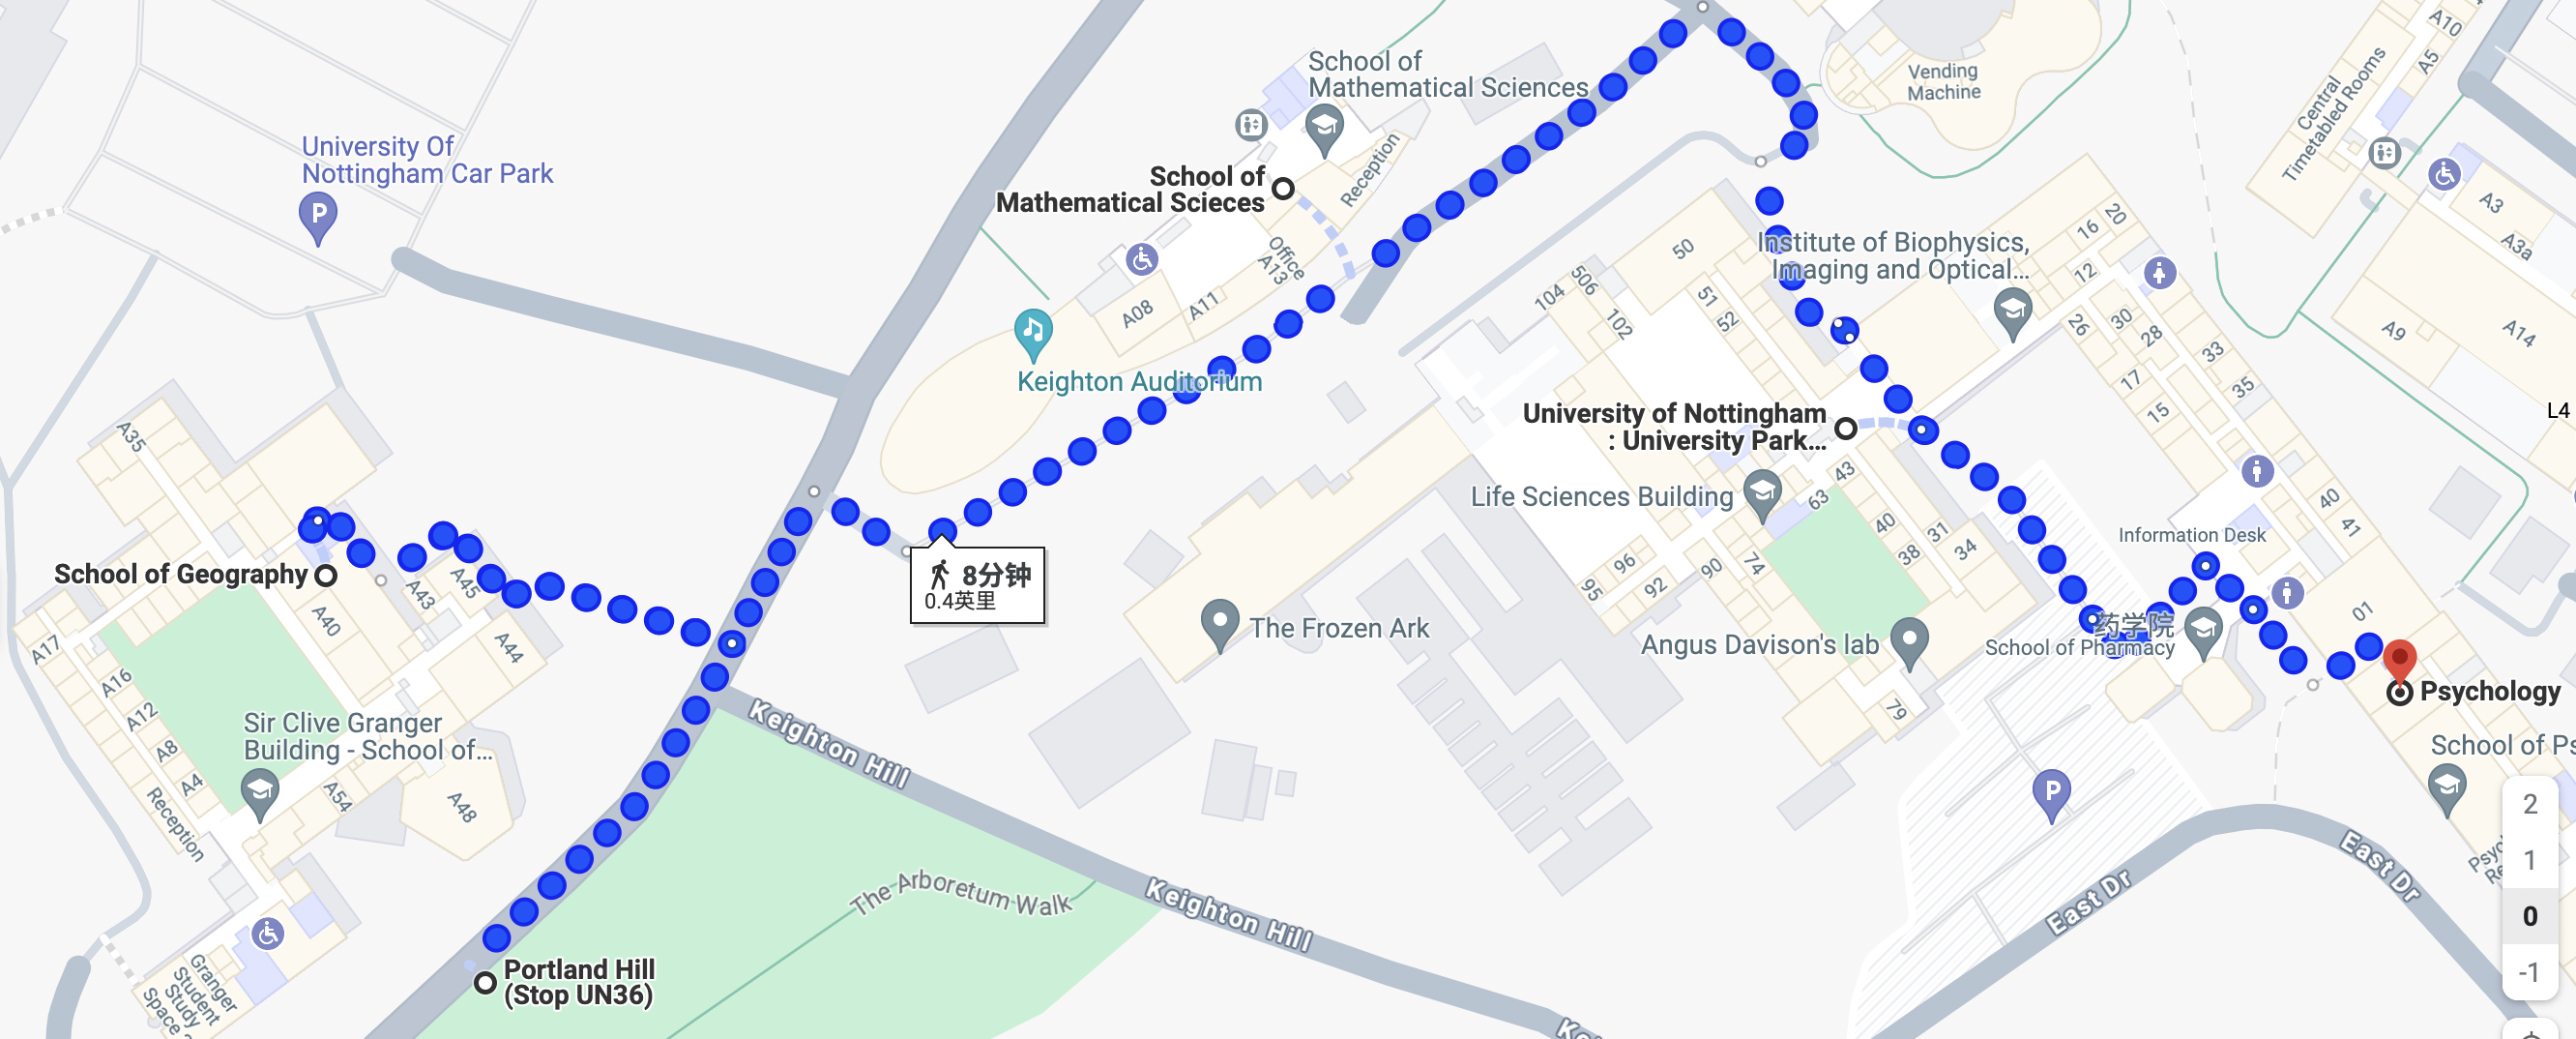 University Of
Nottingham Car Park
School of
Mathematical Sciences
School of
Mathematical Scieces
Reception
Office
A13
A11
A08
Keighton Auditorium
Vending
Machine
Central
Timetabled Rooms
A10
A5
A3
A3a
A9
A14
L4
50
51
52
506
104
102
Institute of Biophysics,
Imaging and Optical...
20
16
12
26
30
28
33
17
35
15
University of Nottingham
: University Park...
Life Sciences Building
43
63
40
31
38
34
74
90
92
96
95
79
Angus Davison's lab
Information Desk
40
41
01
药学院
School of Pharmacy
Psychology
School of Ps
Psyc
Re
8分钟
0.4英里
The Frozen Ark
A35
School of Geography
A43
A45
A40
A44
A17
A16
A12
A8
A4
Reception
Sir Clive Granger
Building - School of...
A54
A48
Granger
Student
Study
Space
Portland Hill
(Stop UN36)
Keighton Hill
The Arboretum Walk
Keighton Hill
East Dr
East Dr
2
1
0
-1